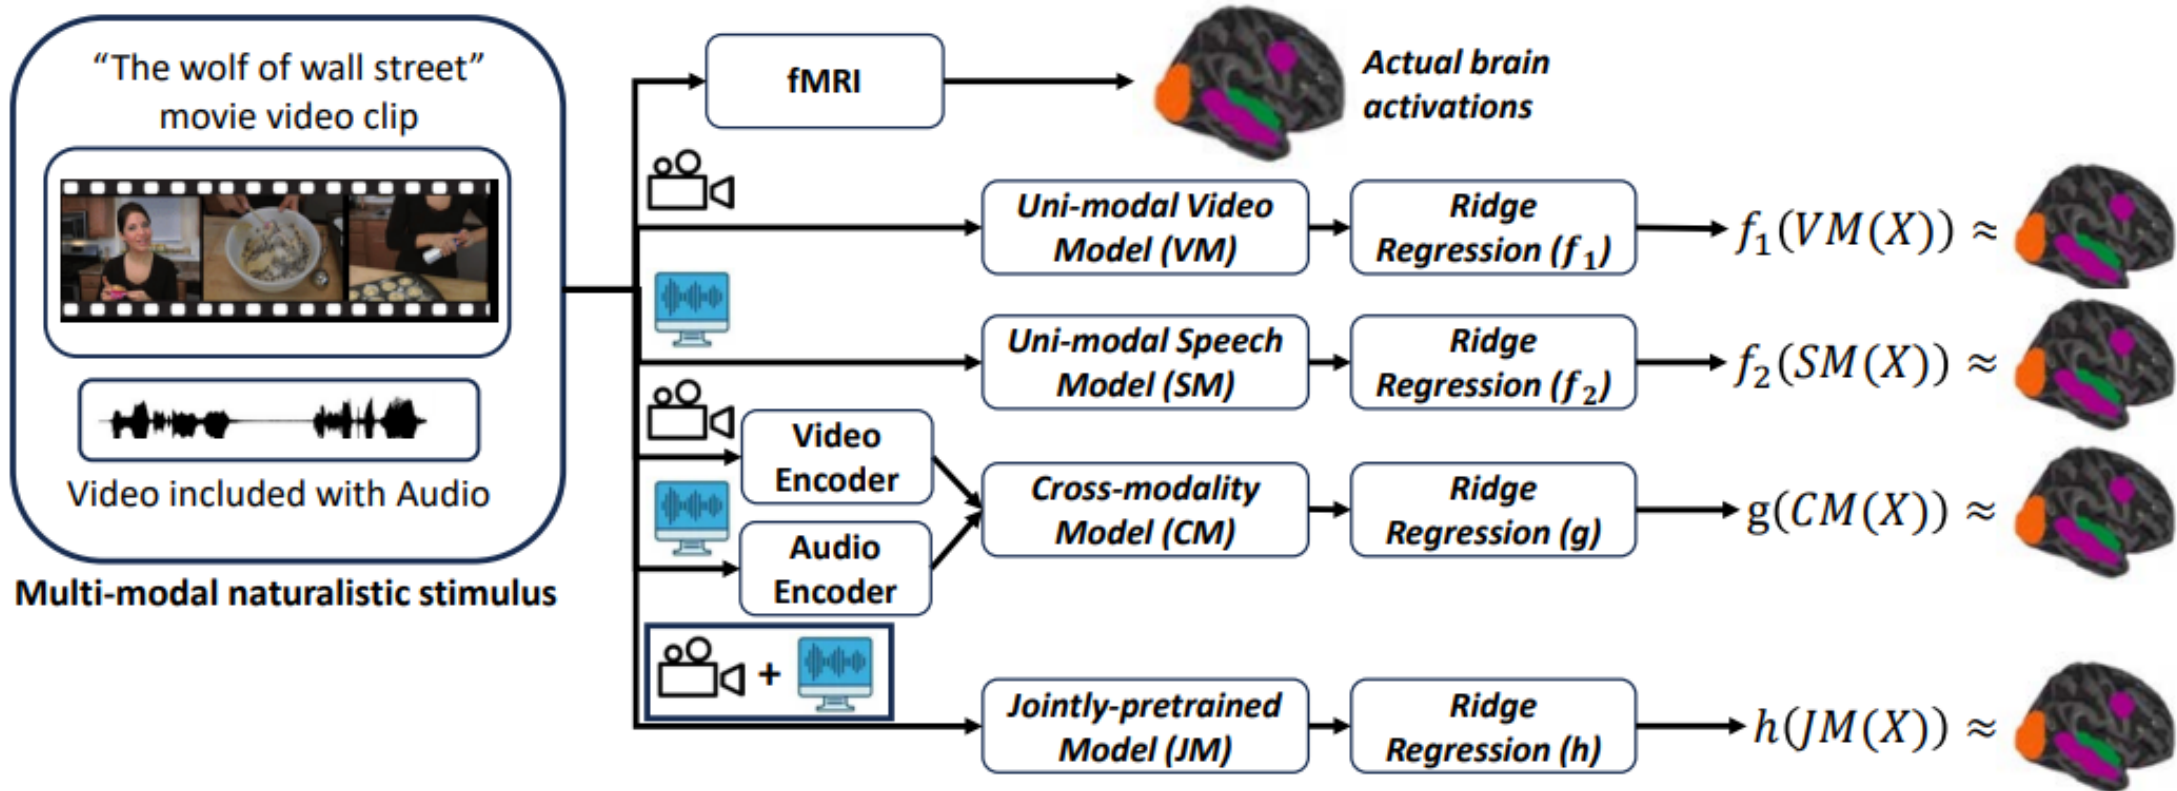 “The wolf of wall street”
movie video clip
Video included with Audio
Multi-modal naturalistic stimulus
fMRI
Actual brain
activations
Uni-modal Video
Model (VM)
Ridge
Regression (f₁)
f₁(VM(X)) ≈
Uni-modal Speech
Model (SM)
Ridge
Regression (f₂)
f₂(SM(X)) ≈
Video
Encoder
Audio
Encoder
Cross-modality
Model (CM)
Ridge
Regression (g)
g(CM(X)) ≈
+
Jointly-pretrained
Model (JM)
Ridge
Regression (h)
h(JM(X)) ≈